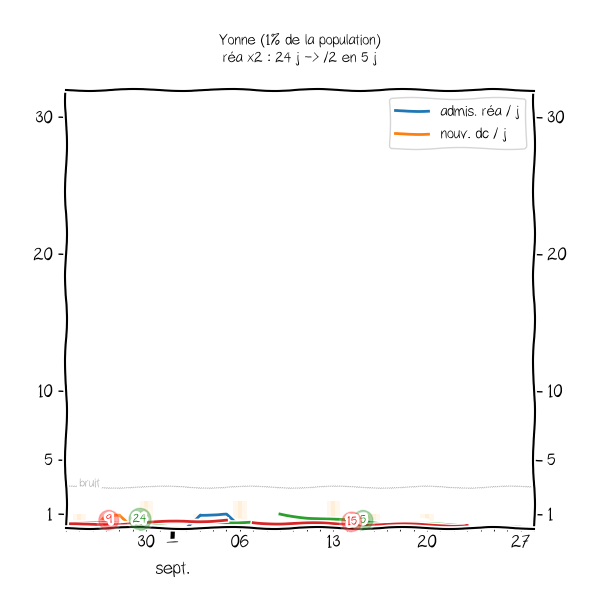 Yonne (1% de la population)
réa x2 : 24 j -> /2 en 5 j
admis. réa / j
nouv. dc / j
30 30
20 20
10 10
5 5
bruit
1 1
9 24 15 5
30 06 13 20 27
sept.